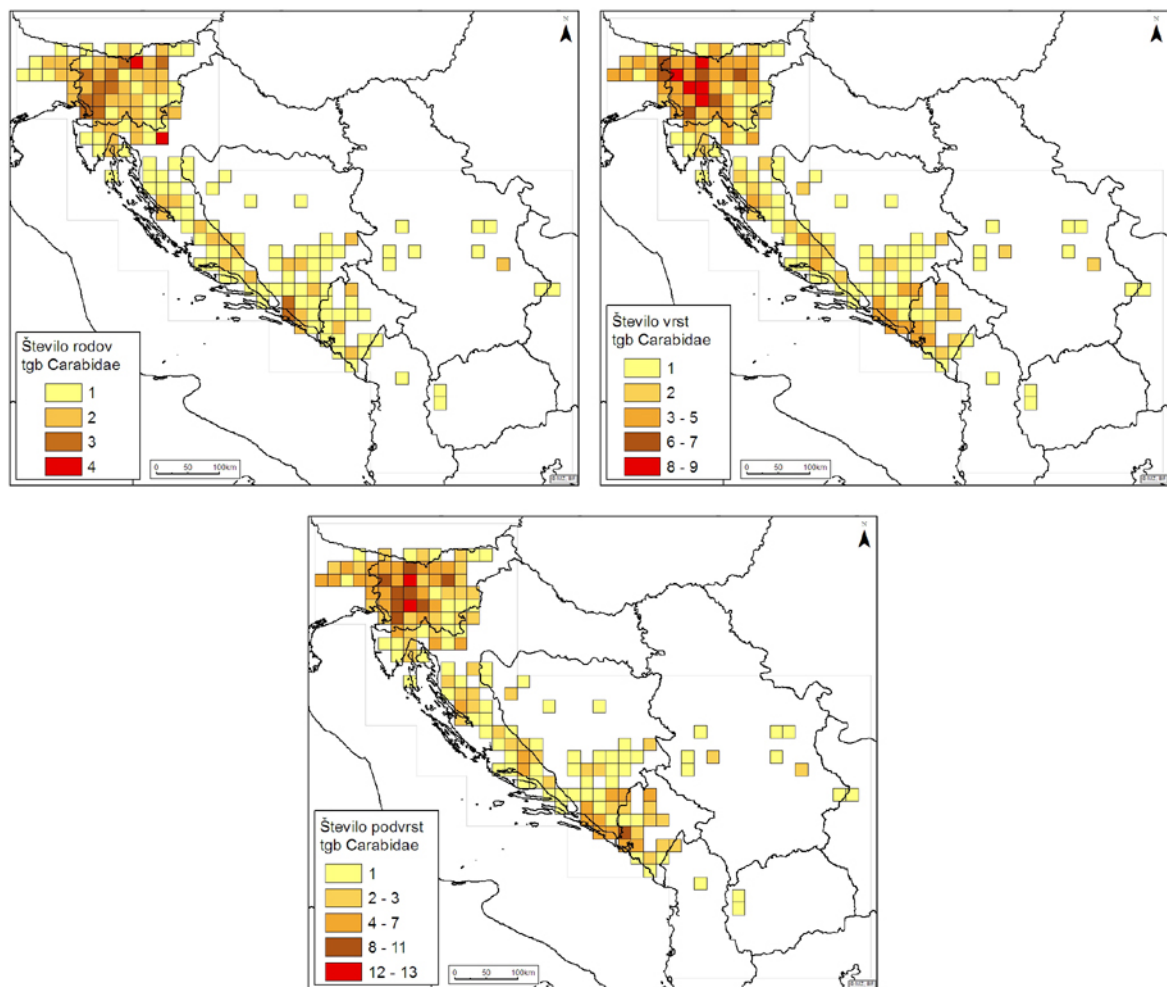 N
Število rodov
tgb Carabidae
1
2
3
4
0 50 100km
N
Število vrst
tgb Carabidae
1
2
3 - 5
6 - 7
8 - 9
0 50 100km
N
Število podvrst
tgb Carabidae
1
2 - 3
4 - 7
8 - 11
12 - 13
0 50 100km